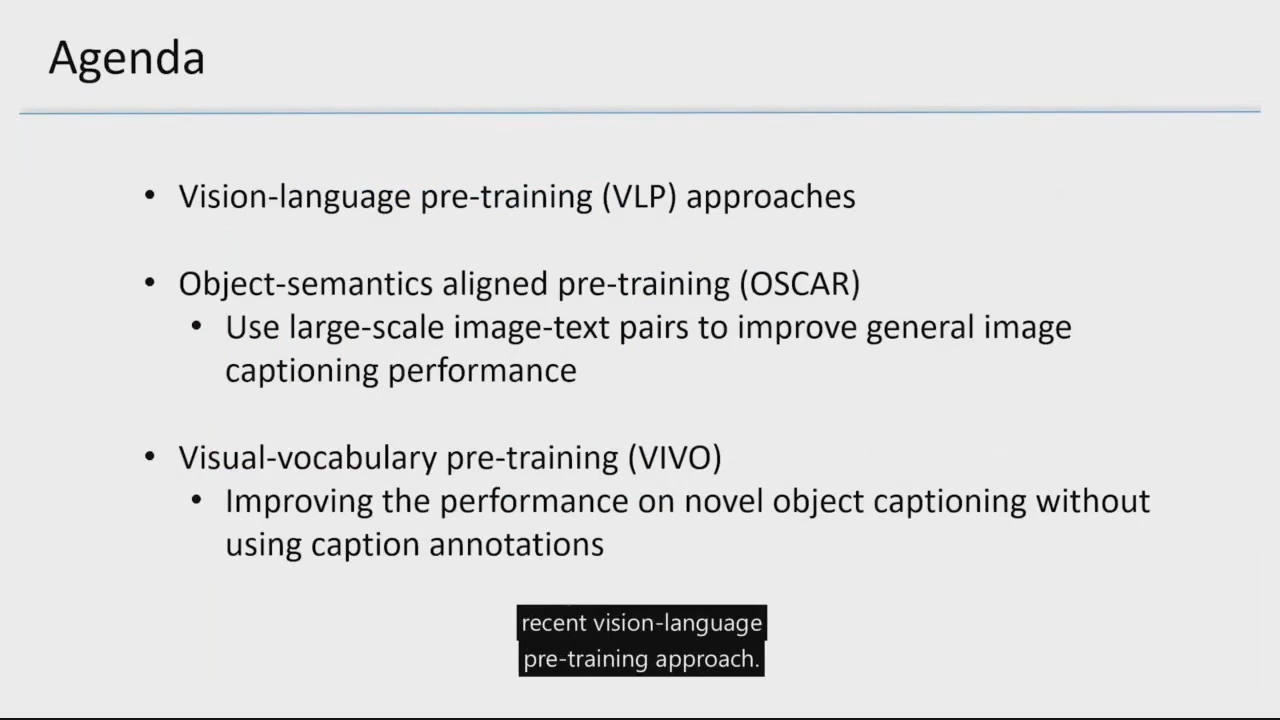 Agenda
• Vision-language pre-training (VLP) approaches
• Object-semantics aligned pre-training (OSCAR)
• Use large-scale image-text pairs to improve general image
captioning performance
• Visual-vocabulary pre-training (VIVO)
• Improving the performance on novel object captioning without
using caption annotations
recent vision-language
pre-training approach.